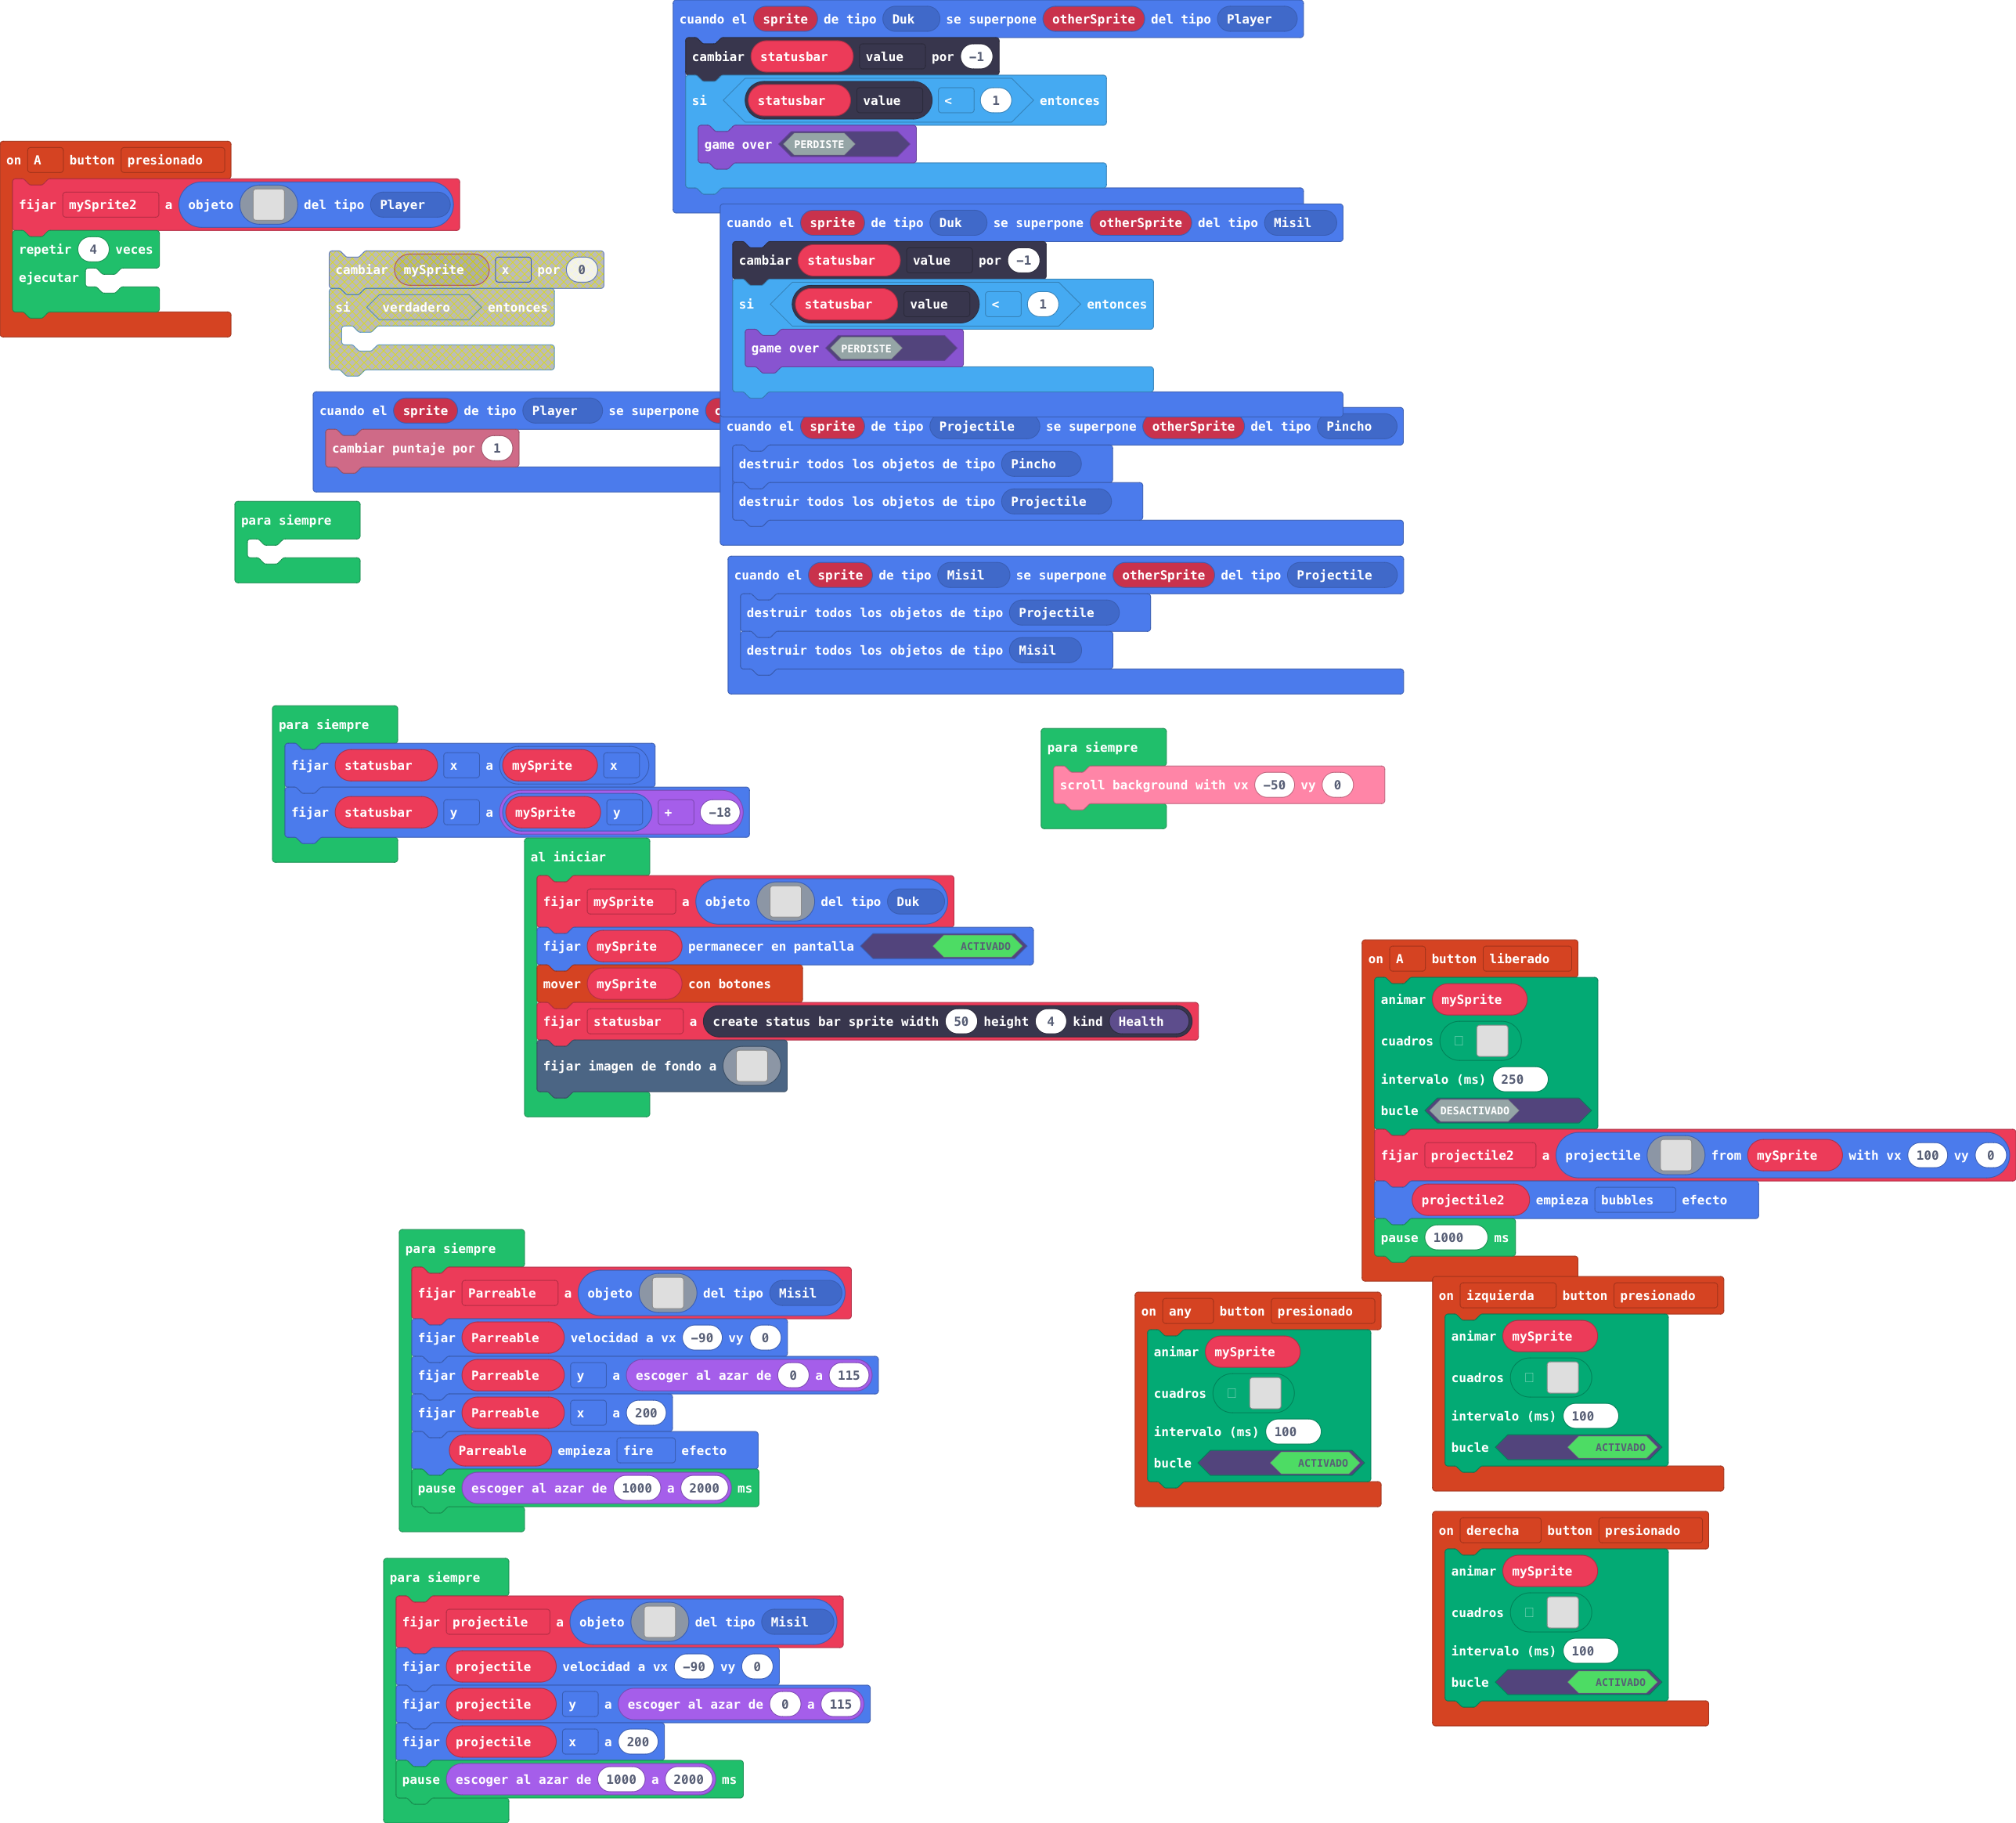 cuando el sprite de tipo Duk se superpone otherSprite del tipo Player
cambiar statusbar value por -1
si statusbar value < 1 entonces
game over PERDISTE
on A button presionado
fijar mySprite2 a objeto del tipo Player
repetir 4 veces
ejecutar
cambiar mySprite x por 0
si verdadero entonces
cuando el sprite de tipo Duk se superpone otherSprite del tipo Misil
cambiar statusbar value por -1
si statusbar value < 1 entonces
game over PERDISTE
cuando el sprite de tipo Player se superpone
cambiar puntaje por 1
cuando el sprite de tipo Projectile se superpone otherSprite del tipo Pincho
destruir todos los objetos de tipo Pincho
destruir todos los objetos de tipo Projectile
para siempre
cuando el sprite de tipo Misil se superpone otherSprite del tipo Projectile
destruir todos los objetos de tipo Projectile
destruir todos los objetos de tipo Misil
para siempre
fijar statusbar x a mySprite x
fijar statusbar y a mySprite y + -18
para siempre
scroll background with vx -50 vy 0
al iniciar
fijar mySprite a objeto del tipo Duk
fijar mySprite permanecer en pantalla ACTIVADO
mover mySprite con botones
fijar statusbar a create status bar sprite width 50 height 4 kind Health
fijar imagen de fondo a
on A button liberado
animar mySprite
cuadros
intervalo (ms) 250
bucle DESACTIVADO
fijar projectile2 a projectile from mySprite with vx 100 vy 0
projectile2 empieza bubbles efecto
pause 1000 ms
para siempre
fijar Parreable a objeto del tipo Misil
fijar Parreable velocidad a vx -90 vy 0
fijar Parreable y a escoger al azar de 0 a 115
fijar Parreable x a 200
Parreable empieza fire efecto
pause escoger al azar de 1000 a 2000 ms
on any button presionado
animar mySprite
cuadros
intervalo (ms) 100
bucle ACTIVADO
on izquierda button presionado
animar mySprite
cuadros
intervalo (ms) 100
bucle ACTIVADO
on derecha button presionado
animar mySprite
cuadros
intervalo (ms) 100
bucle ACTIVADO
para siempre
fijar projectile a objeto del tipo Misil
fijar projectile velocidad a vx -90 vy 0
fijar projectile y a escoger al azar de 0 a 115
fijar projectile x a 200
pause escoger al azar de 1000 a 2000 ms